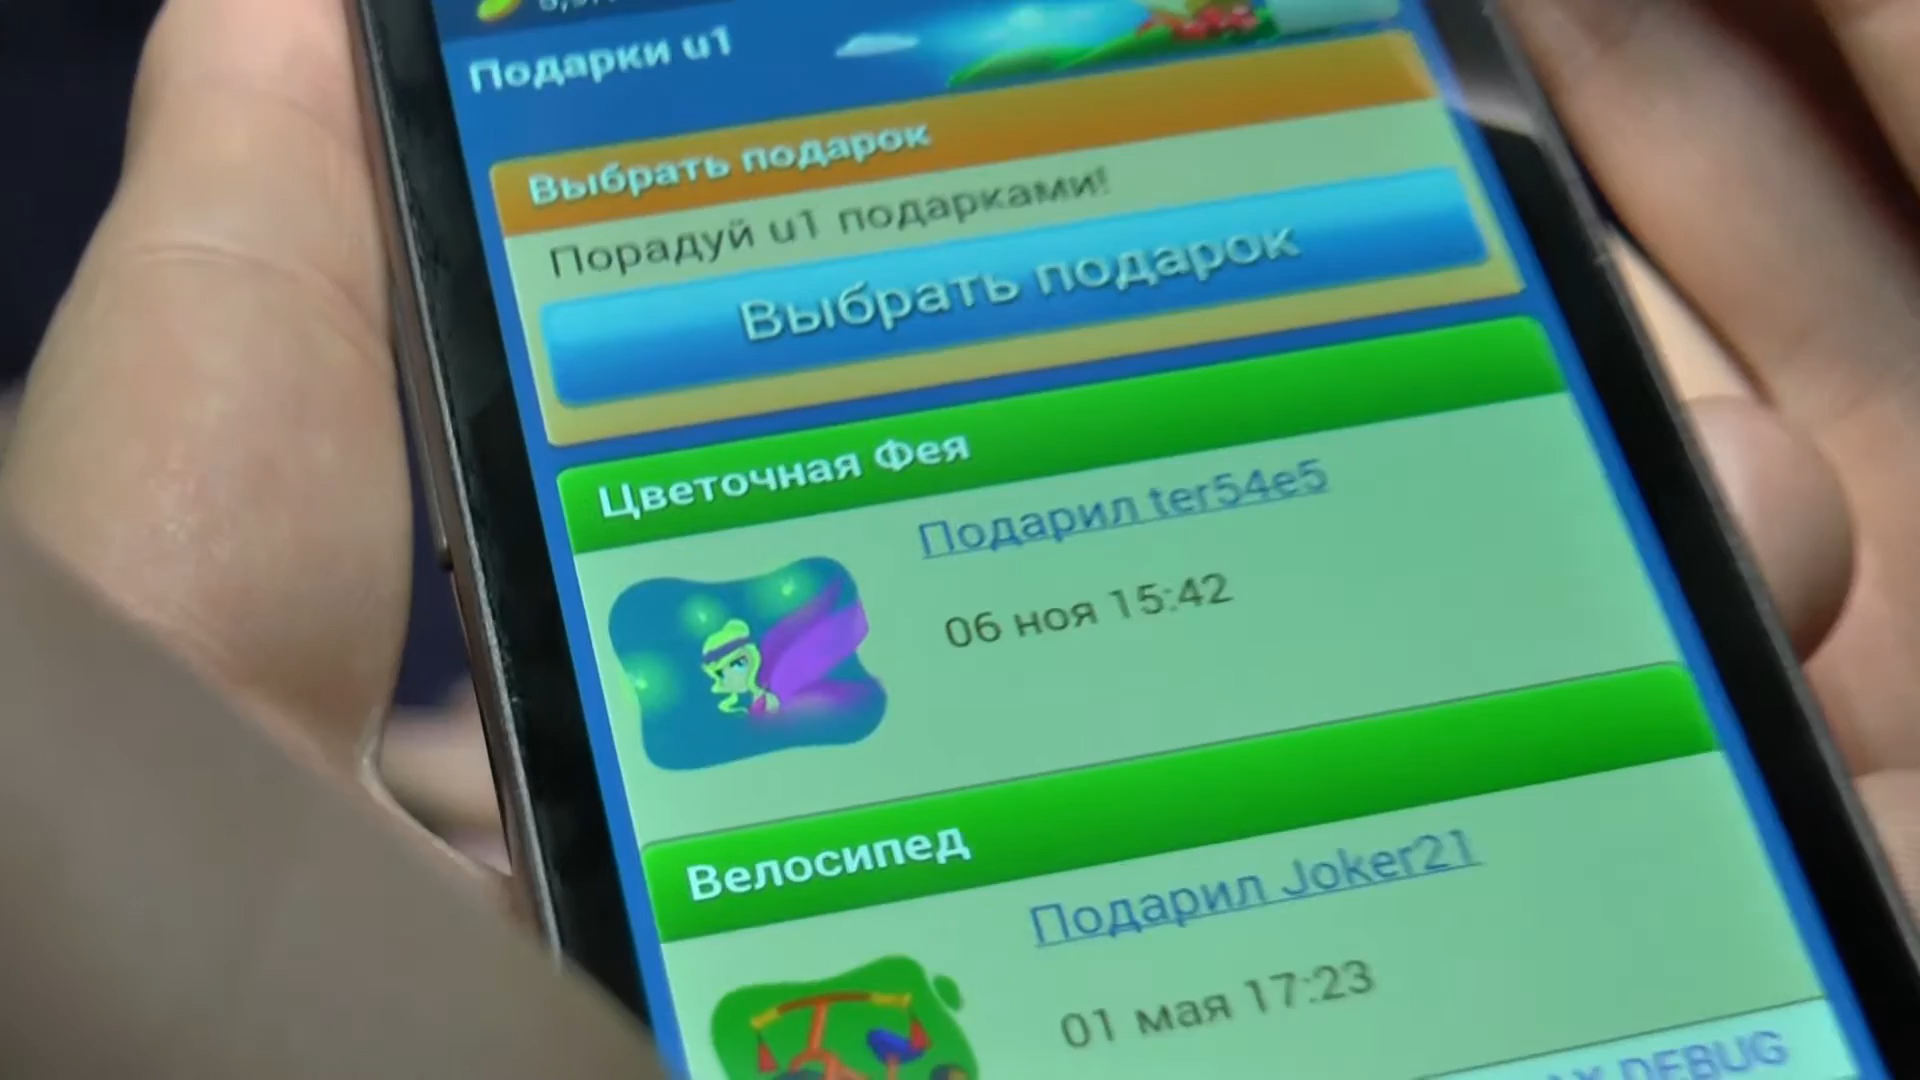 Подарки u1
Выбрать подарок
Порадуй u1 подарками!
Выбрать подарок
Цветочная Фея
Подарил ter54e5
06 ноя 15:42
Велосипед
Подарил Joker21
01 мая 17:23
DEBUG